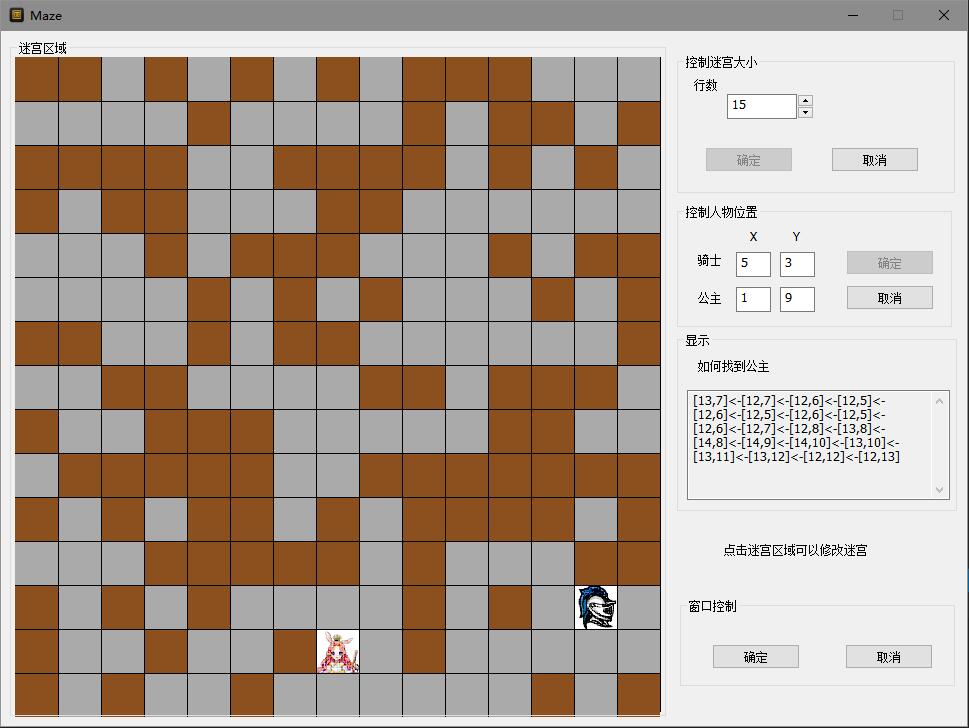 Maze
迷宫区域
控制迷宫大小
行数
15
确定
取消
控制人物位置
X Y
骑士 5 3 确定
公主 1 9 取消
显示
如何找到公主
[13,7]<-[12,7]<-[12,6]<-[12,5]<-
[12,6]<-[12,5]<-[12,6]<-[12,5]<-
[12,6]<-[12,7]<-[12,8]<-[13,8]<-
[14,8]<-[14,9]<-[14,10]<-[13,10]<-
[13,11]<-[13,12]<-[12,12]<-[12,13]
点击迷宫区域可以修改迷宫
窗口控制
确定
取消